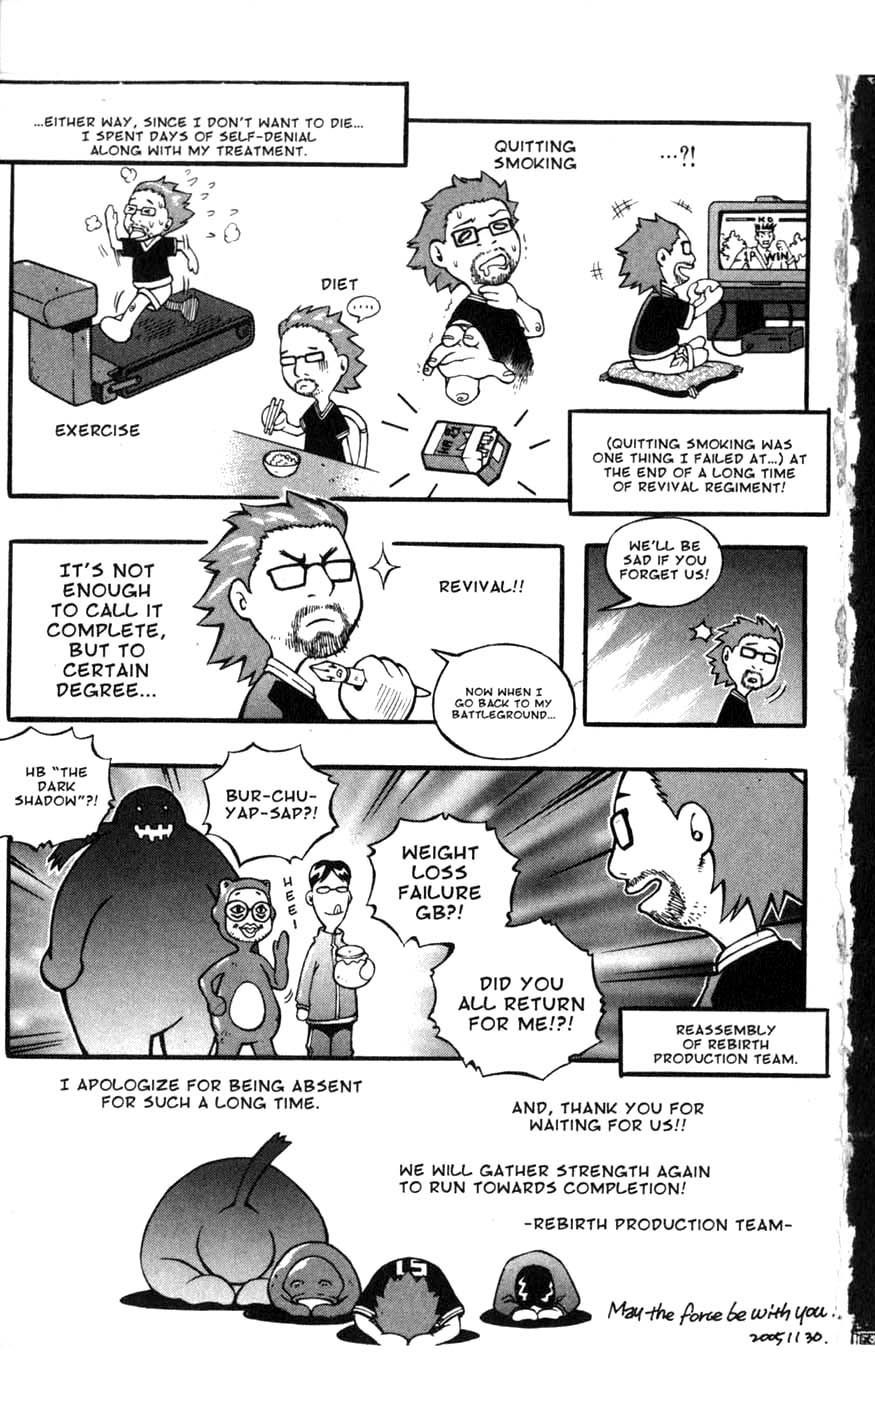 ...EITHER WAY, SINCE I DON'T WANT TO DIE...
I SPENT DAYS OF SELF-DENIAL
ALONG WITH MY TREATMENT.
EXERCISE
DIET
....
QUITTING
SMOKING
...?!
K.O
1P WIN
(QUITTING SMOKING WAS
ONE THING I FAILED AT...) AT
THE END OF A LONG TIME
OF REVIVAL REGIMENT!
IT'S NOT
ENOUGH
TO CALL IT
COMPLETE,
BUT TO
CERTAIN
DEGREE...
REVIVAL!!
NOW WHEN I
GO BACK TO MY
BATTLEGROUND...
WE'LL BE
SAD IF YOU
FORGET US!
HB "THE
DARK
SHADOW"?!
BUR-CHU-
YAP-SAP?!
HEEI
WEIGHT
LOSS
FAILURE
GB?!
DID YOU
ALL RETURN
FOR ME!?!
REASSEMBLY
OF REBIRTH
PRODUCTION TEAM.
I APOLOGIZE FOR BEING ABSENT
FOR SUCH A LONG TIME.
AND, THANK YOU FOR
WAITING FOR US!!
WE WILL GATHER STRENGTH AGAIN
TO RUN TOWARDS COMPLETION!
-REBIRTH PRODUCTION TEAM-
15
May the force be with you.
2005 11 30.